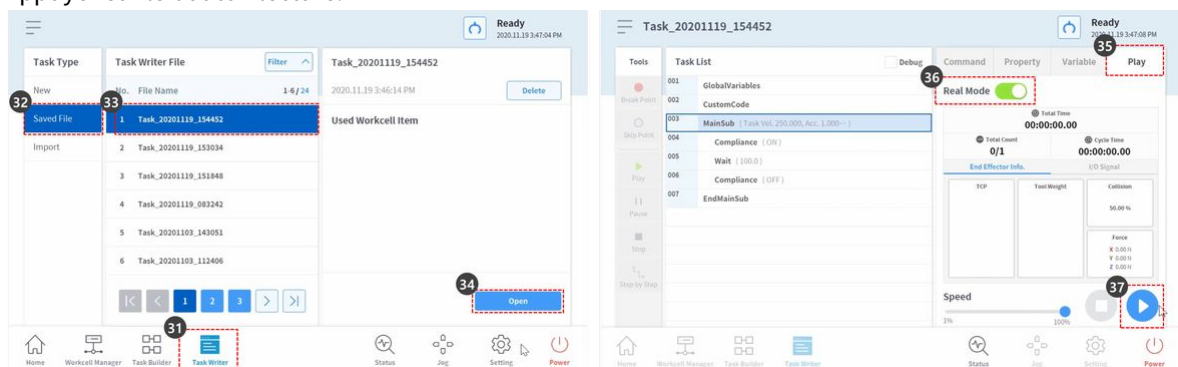 Ready
2020.11.19 3:47:04 PM
Task Type
New
32
Saved File
Import
Task Writer File
Filter
No. File Name 1-6 / 24
33
1 Task_20201119_154452
2 Task_20201119_153034
3 Task_20201119_151848
4 Task_20201119_083242
5 Task_20201103_143051
6 Task_20201103_112406
1 2 3
Task_20201119_154452
2020.11.19 3:46:14 PM Delete
Used Workcell Item
34
Open
31
Home Workcell Manager Task Builder Task Writer Status Jog Setting Power
Task_20201119_154452
Ready
2020.11.19 3:47:08 PM
35
Tools
Break Point
Skip Point
Play
Pause
Stop
Step by Step
Task List Debug
001 GlobalVariables
002 CustomCode
003 MainSub ( Task Vel. 250.000, Acc. 1.000··· )
004 Compliance ( ON )
005 Wait ( 100.0 )
006 Compliance ( OFF )
007 EndMainSub
Command Property Variable Play
36
Real Mode
Total Time
00:00:00.00
Total Count Cycle Time
0/1 00:00:00.00
End Effector Info. I/O Signal
TCP Tool Weight Collision
50.00 %
Force
X 0.00 N
Y 0.00 N
Z 0.00 N
37
Speed
1% 100%
Home Workcell Manager Task Builder Task Writer Status Jog Setting Power